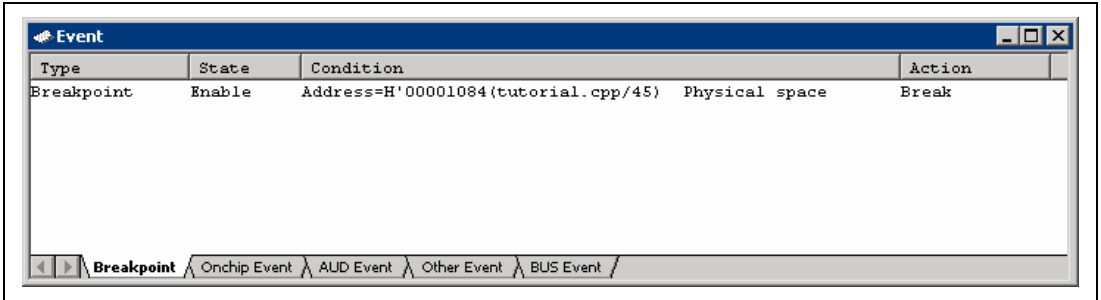 Event
Type State Condition Action
Breakpoint Enable Address=H'00001084(tutorial.cpp/45) Physical space Break
Breakpoint Onchip Event AUD Event Other Event BUS Event